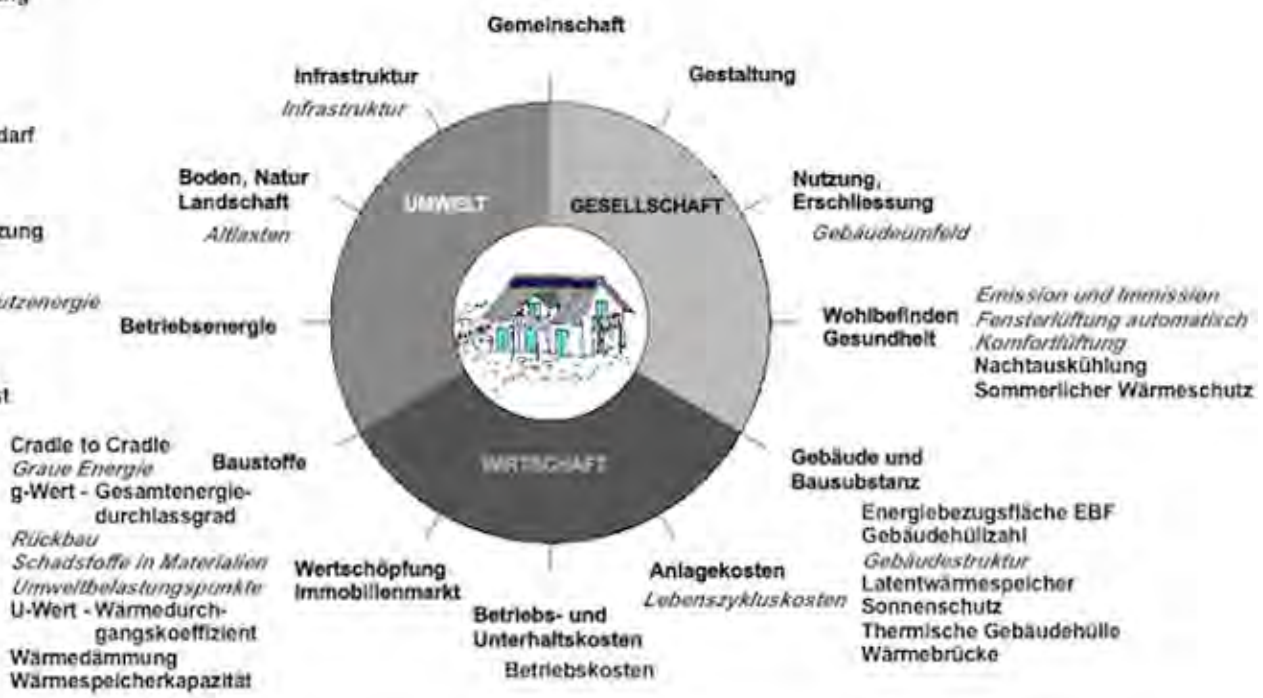 Gemeinschaft
Infrastruktur
Infrastruktur
Gestaltung
darf
Boden, Natur
Landschaft
Altlasten
UMWELT
GESELLSCHAFT
Nutzung,
Erschliessung
Gebäudeumfeld
zung
utzenergie
Betriebsenergie
Wohlbefinden
Gesundheit
Emission und Immission
Fensterlüftung automatisch
Komfortlüftung
Nachtauskühlung
Sommerlicher Wärmeschutz
st
Cradle to Cradle
Graue Energie
g-Wert - Gesamtenergie-
durchlassgrad
Rückbau
Schadstoffe in Materialien
Umweltbelastungspunkte
U-Wert - Wärmedurch-
gangskoeffizient
Wärmedämmung
Wärmespeicherkapazität
Baustoffe
WIRTSCHAFT
Gebäude und
Bausubstanz
Energiebezugsfläche EBF
Gebäudehüllzahl
Gebäudestruktur
Latentwärmespeicher
Sonnenschutz
Thermische Gebäudehülle
Wärmebrücke
Wertschöpfung
Immobilienmarkt
Betriebs- und
Unterhaltskosten
Betriebskosten
Anlagekosten
Lebenszykluskosten